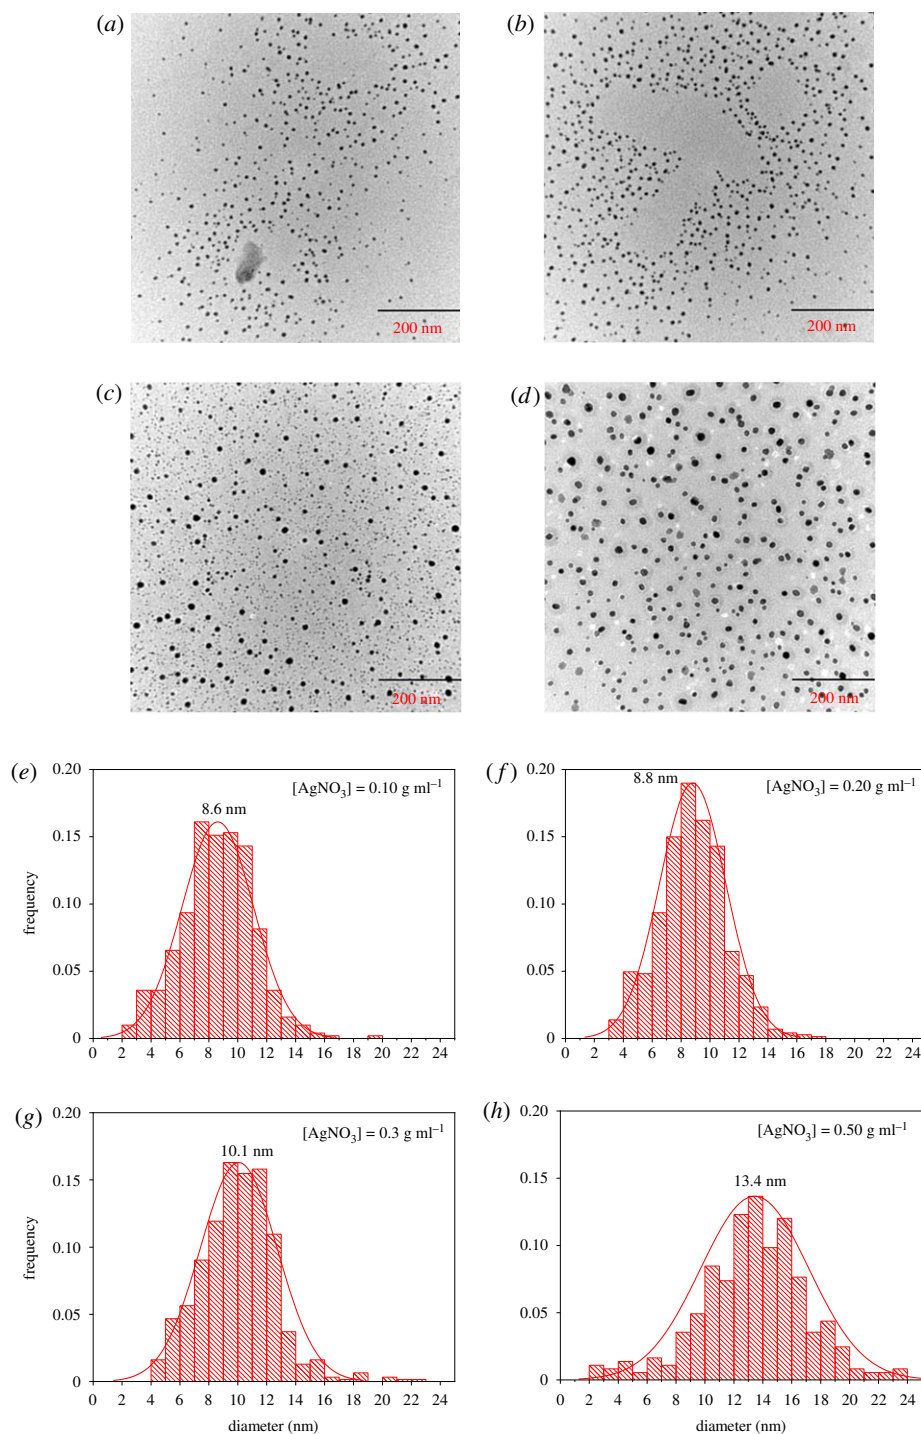 (a)
(b)
200 nm
200 nm
(c)
(d)
200 nm
200 nm
(e)
0.20
[AgNO3] = 0.10 g ml–1
8.6 nm
0.15
frequency
0.10
0.05
0
0 2 4 6 8 10 12 14 16 18 20 22 24
(f)
0.20
[AgNO3] = 0.20 g ml–1
8.8 nm
0.15
0.10
0.05
0
0 2 4 6 8 10 12 14 16 18 20 22 24
(g)
0.20
[AgNO3] = 0.3 g ml–1
10.1 nm
0.15
frequency
0.10
0.05
0
0 2 4 6 8 10 12 14 16 18 20 22 24
diameter (nm)
(h)
0.20
[AgNO3] = 0.50 g ml–1
13.4 nm
0.15
0.10
0.05
0
0 2 4 6 8 10 12 14 16 18 20 22 24
diameter (nm)